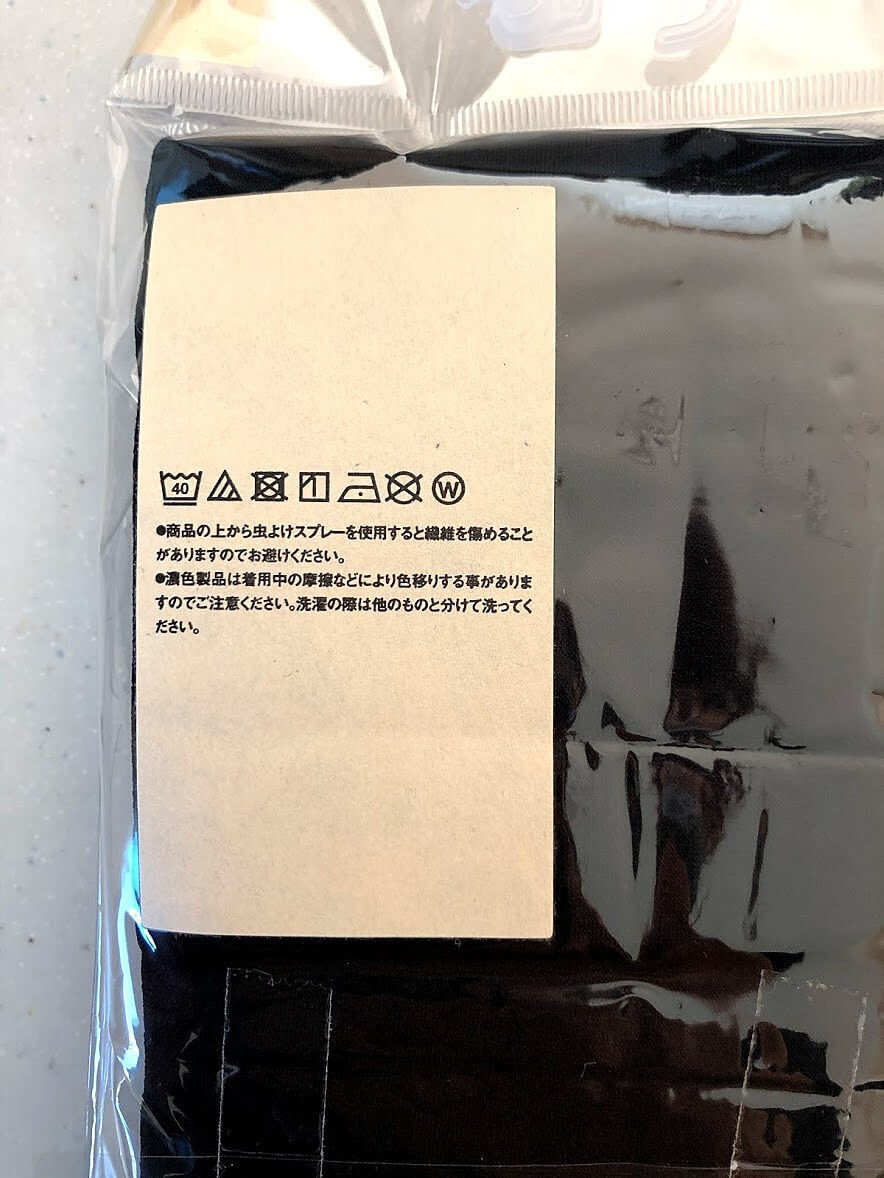 40 W
●商品の上から虫よけスプレーを使用すると繊維を傷めること
がありますのでお避けください。
●濃色製品は着用中の摩擦などにより色移りする事がありま
すのでご注意ください。洗濯の際は他のものと分けて洗ってく
ださい。